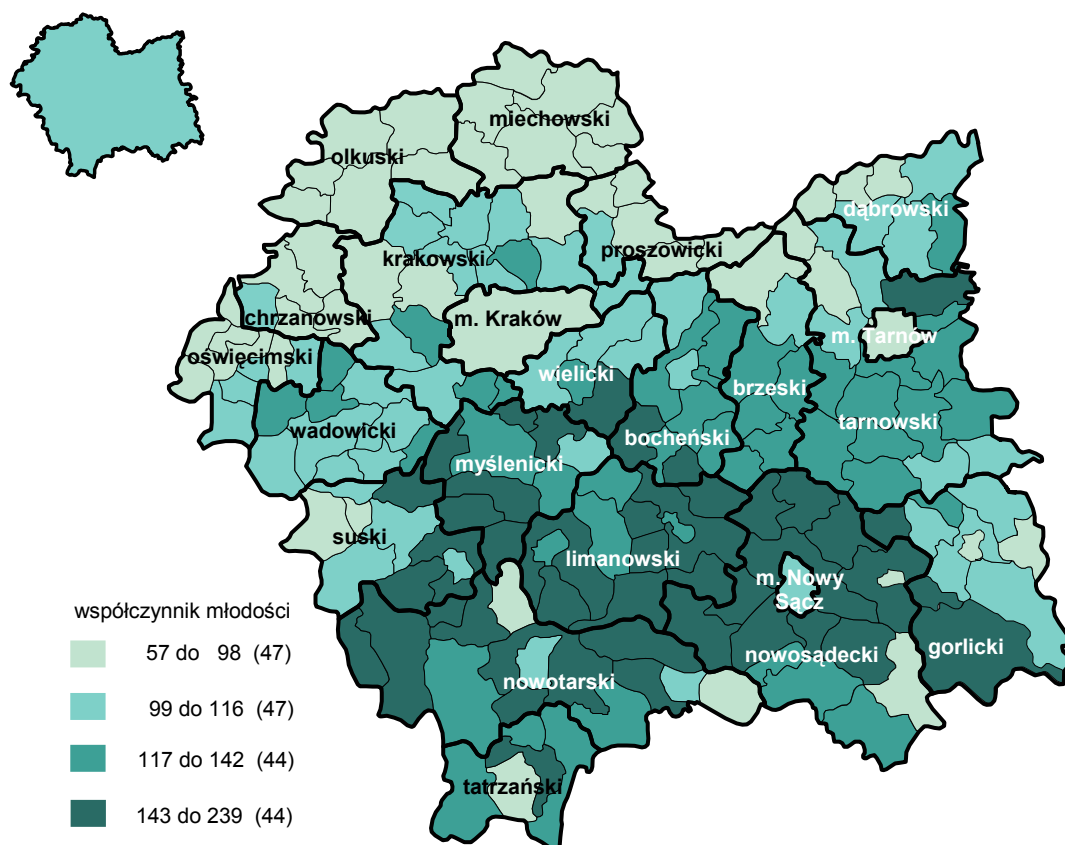 miechowski
olkuski
dąbrowski
krakowski
proszowicki
chrzanowski
m. Kraków
m. Tarnów
oświęcimski
wielicki
brzeski
tarnowski
wadowicki
bocheński
myślenicki
suski
limanowski
m. Nowy
Sącz
gorlicki
nowosądecki
nowotarski
tatrzański
współczynnik młodości
57 do 98 (47)
99 do 116 (47)
117 do 142 (44)
143 do 239 (44)